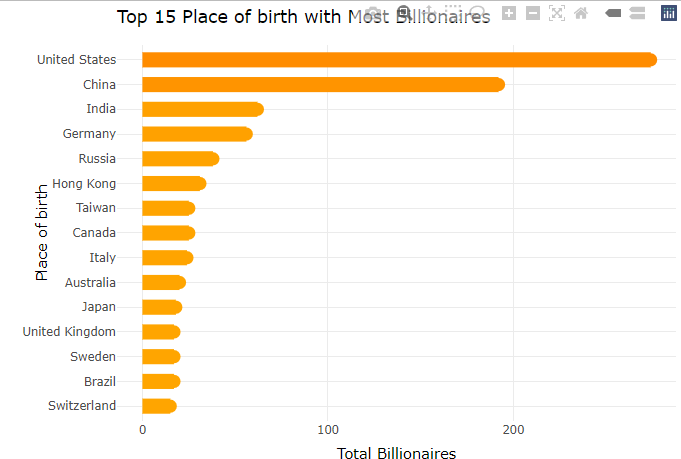 Top 15 Place of birth with Most Billionaires
United States
China
India
Germany
Russia
Hong Kong
Taiwan
Canada
Italy
Australia
Japan
United Kingdom
Sweden
Brazil
Switzerland
Place of birth
0 100 200
Total Billionaires